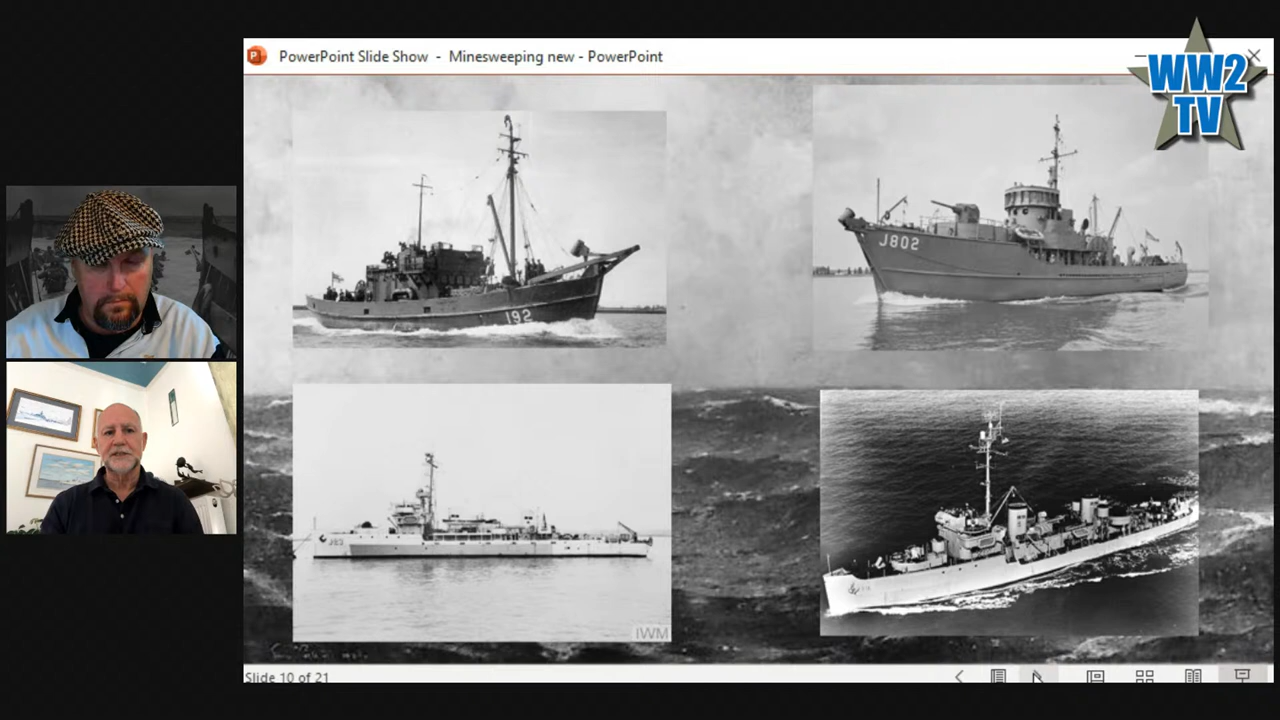 PowerPoint Slide Show - Minesweeping new - PowerPoint
WW2
TV
192
J802
IWM
Slide 10 of 21